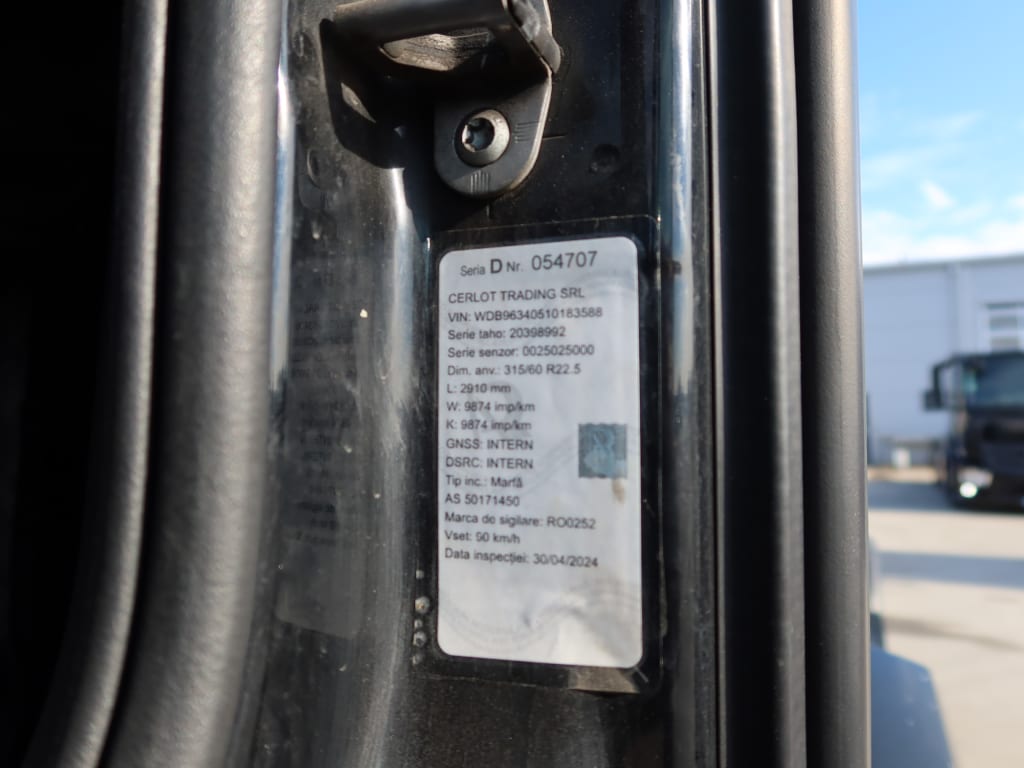 Seria D Nr. 054707
CERLOT TRADING SRL
VIN: WDB96340510183588
Serie taho: 20398992
Serie senzor: 0025025000
Dim. anv.: 315/60 R22.5
L: 2910 mm
W: 9874 imp/km
K: 9874 imp/km
GNSS: INTERN
DSRC: INTERN
Tip inc.: Marfă
AS 50171450
Marca de sigilare: RO0252
Vset: 90 km/h
Data inspecției: 30/04/2024